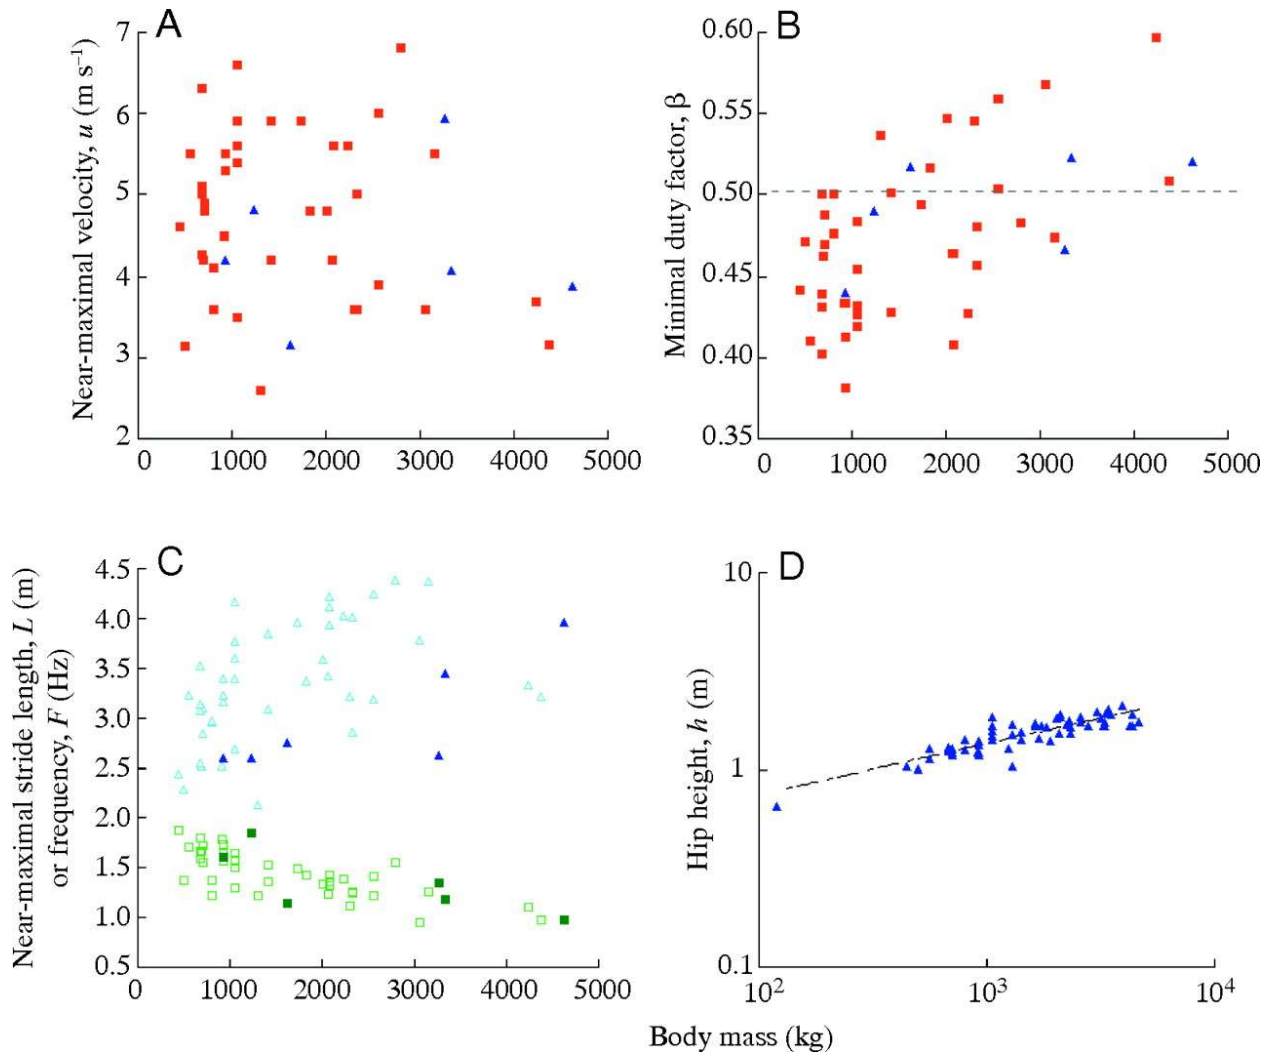 A
Near-maximal velocity, u (m s⁻¹)
7
6
5
4
3
2
0 1000 2000 3000 4000 5000
B
Minimal duty factor, β
0.60
0.55
0.50
0.45
0.40
0.35
0 1000 2000 3000 4000 5000
C
Near-maximal stride length, L (m)
or frequency, F (Hz)
4.5
4.0
3.5
3.0
2.5
2.0
1.5
1.0
0.5
0 1000 2000 3000 4000 5000
D
Hip height, h (m)
10
1
0.1
10² 10³ 10⁴
Body mass (kg)